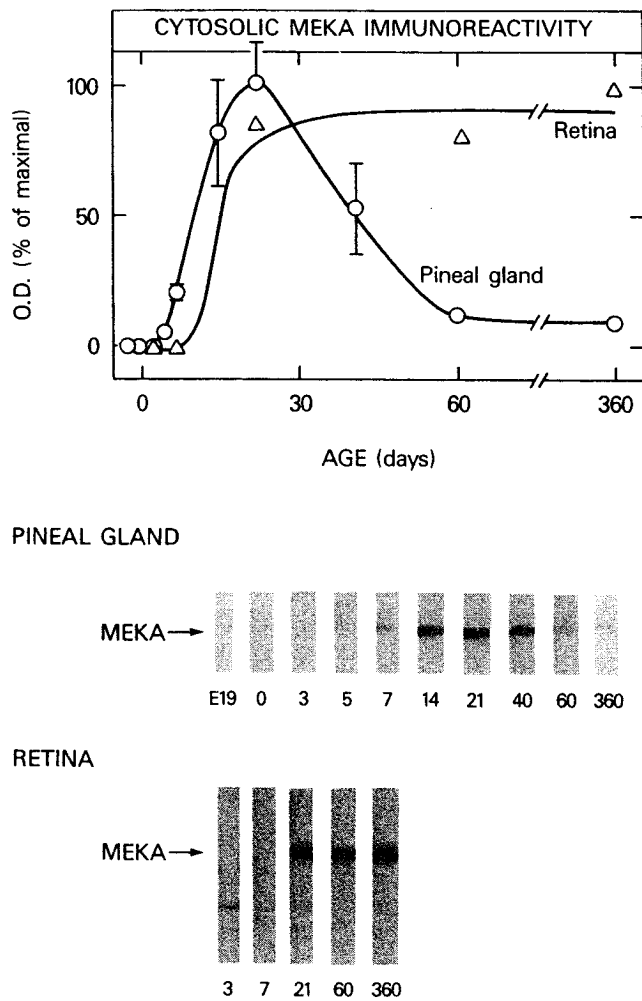 CYTOSOLIC MEKA IMMUNOREACTIVITY
100
50
0
O.D. (% of maximal)
Retina
Pineal gland
0 30 60 360
AGE (days)
PINEAL GLAND
MEKA
E19 0 3 5 7 14 21 40 60 360
RETINA
MEKA
3 7 21 60 360